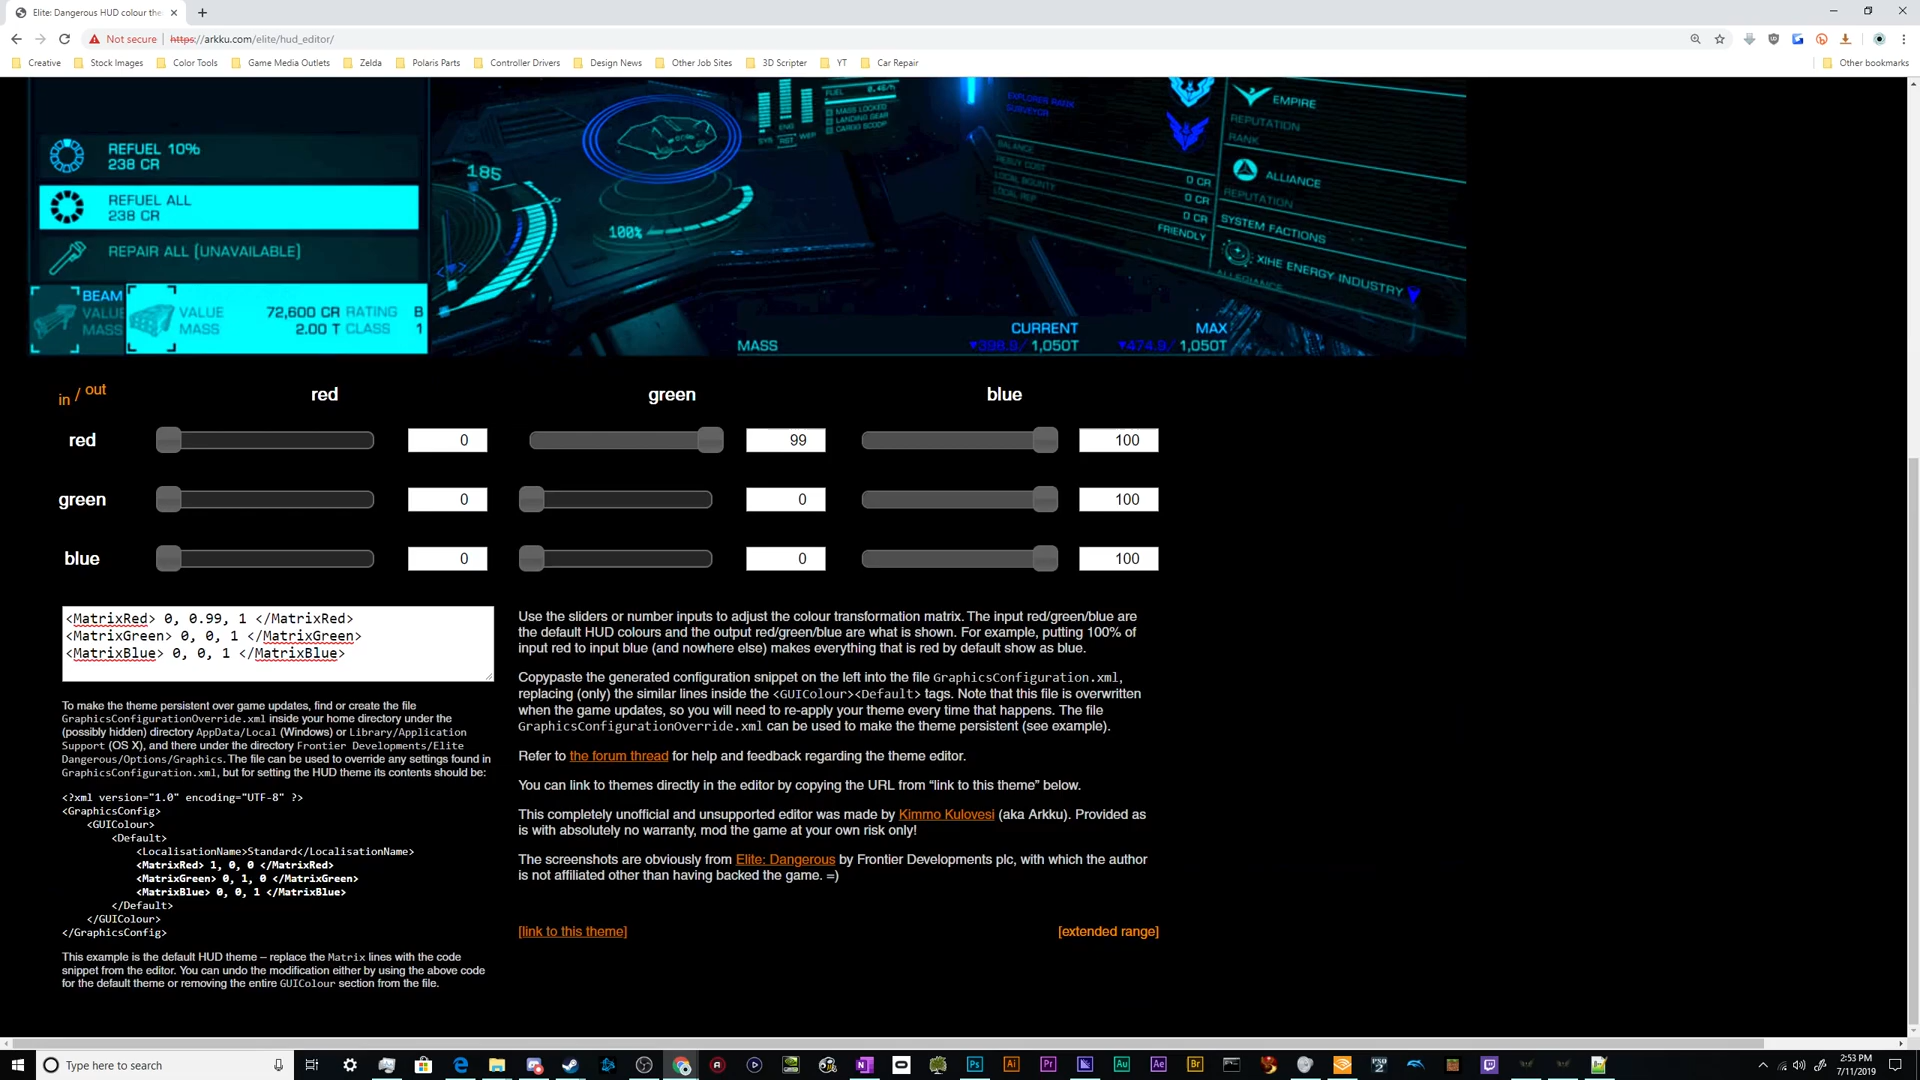 Elite: Dangerous HUD colour the
Not secure | https://arkku.com/elite/hud_editor/
Creative Stock Images Color Tools Game Media Outlets Zelda Polaris Parts Controller Drivers Design News Other Job Sites 3D Scripter YT Car Repair Other bookmarks
REFUEL 10%
238 CR
REFUEL ALL
238 CR
REPAIR ALL (UNAVAILABLE)
BEAM
VALUE
MASS
VALUE 72,600 CR RATING B
MASS 2.00 T CLASS 1
185
100%
FUEL
MASS LOCKED
LANDING GEAR
CARGO SCOOP
SYS ENG WEP
RST
EXPLORER RANK
SURVEYOR
BALANCE
REBUY COST 0 CR
LOCAL BOUNTY 0 CR
LOCAL REP 0 CR
FRIENDLY
EMPIRE
REPUTATION
RANK
ALLIANCE
REPUTATION
SYSTEM FACTIONS
XIHE ENERGY INDUSTRY
ALLEGIANCE
CURRENT MAX
MASS 1,050T 1,050T
in / out red green blue
red 0 99 100
green 0 0 100
blue 0 0 100
<MatrixRed> 0, 0.99, 1 </MatrixRed>
<MatrixGreen> 0, 0, 1 </MatrixGreen>
<MatrixBlue> 0, 0, 1 </MatrixBlue>
To make the theme persistent over game updates, find or create the file
GraphicsConfigurationOverride.xml inside your home directory under the
(possibly hidden) directory AppData/Local (Windows) or Library/Application
Support (OS X), and there under the directory Frontier Developments/Elite
Dangerous/Options/Graphics. The file can be used to override any settings found in
GraphicsConfiguration.xml, but for setting the HUD theme its contents should be:
<?xml version="1.0" encoding="UTF-8" ?>
<GraphicsConfig>
<GUIColour>
<Default>
<LocalisationName>Standard</LocalisationName>
<MatrixRed> 1, 0, 0 </MatrixRed>
<MatrixGreen> 0, 1, 0 </MatrixGreen>
<MatrixBlue> 0, 0, 1 </MatrixBlue>
</Default>
</GUIColour>
</GraphicsConfig>
This example is the default HUD theme – replace the Matrix lines with the code
snippet from the editor. You can undo the modification either by using the above code
for the default theme or removing the entire GUIColour section from the file.
Use the sliders or number inputs to adjust the colour transformation matrix. The input red/green/blue are
the default HUD colours and the output red/green/blue are what is shown. For example, putting 100% of
input red to input blue (and nowhere else) makes everything that is red by default show as blue.
Copypaste the generated configuration snippet on the left into the file GraphicsConfiguration.xml,
replacing (only) the similar lines inside the <GUIColour><Default> tags. Note that this file is overwritten
when the game updates, so you will need to re-apply your theme every time that happens. The file
GraphicsConfigurationOverride.xml can be used to make the theme persistent (see example).
Refer to the forum thread for help and feedback regarding the theme editor.
You can link to themes directly in the editor by copying the URL from “link to this theme” below.
This completely unofficial and unsupported editor was made by Kimmo Kulovesi (aka Arkku). Provided as
is with absolutely no warranty, mod the game at your own risk only!
The screenshots are obviously from Elite: Dangerous by Frontier Developments plc, with which the author
is not affiliated other than having backed the game. =)
[link to this theme] [extended range]
Type here to search
2:53 PM
7/11/2019